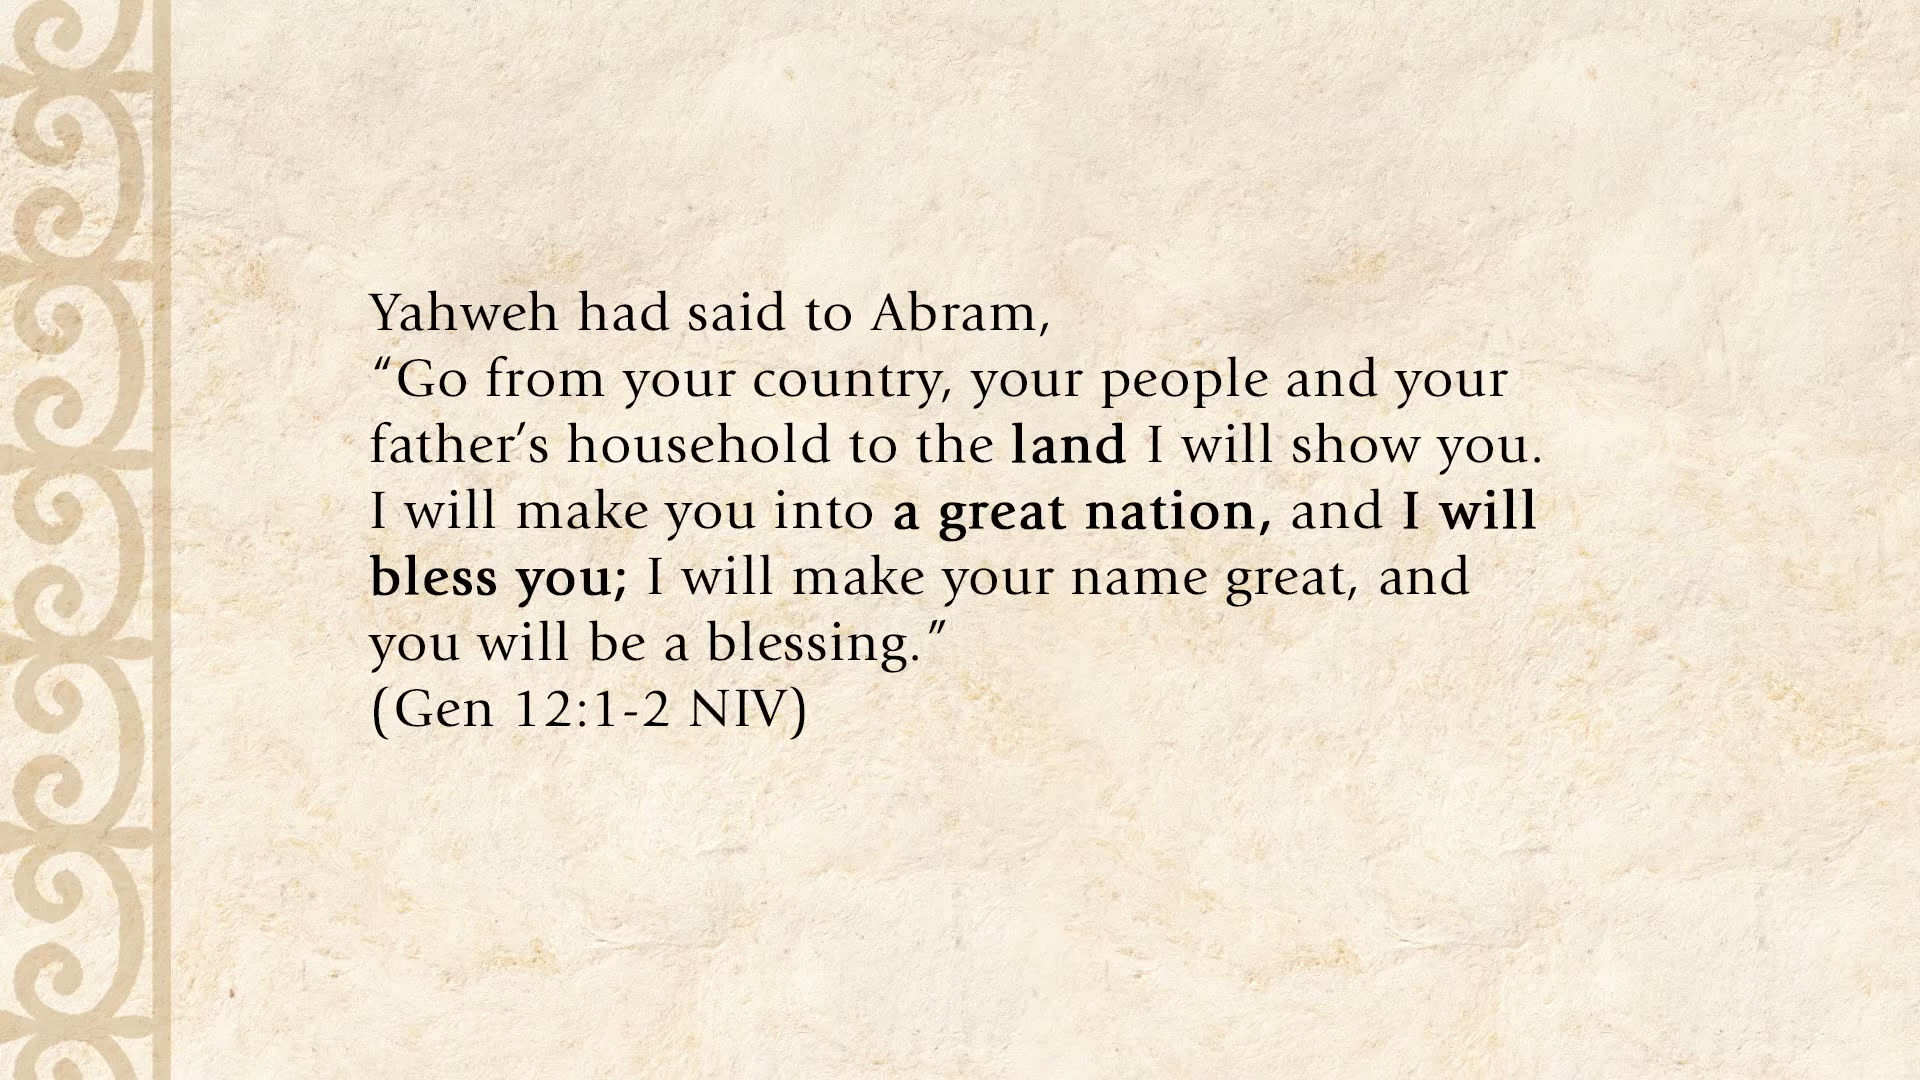 Yahweh had said to Abram,
“Go from your country, your people and your
father’s household to the land I will show you.
I will make you into a great nation, and I will
bless you; I will make your name great, and
you will be a blessing.”
(Gen 12:1-2 NIV)